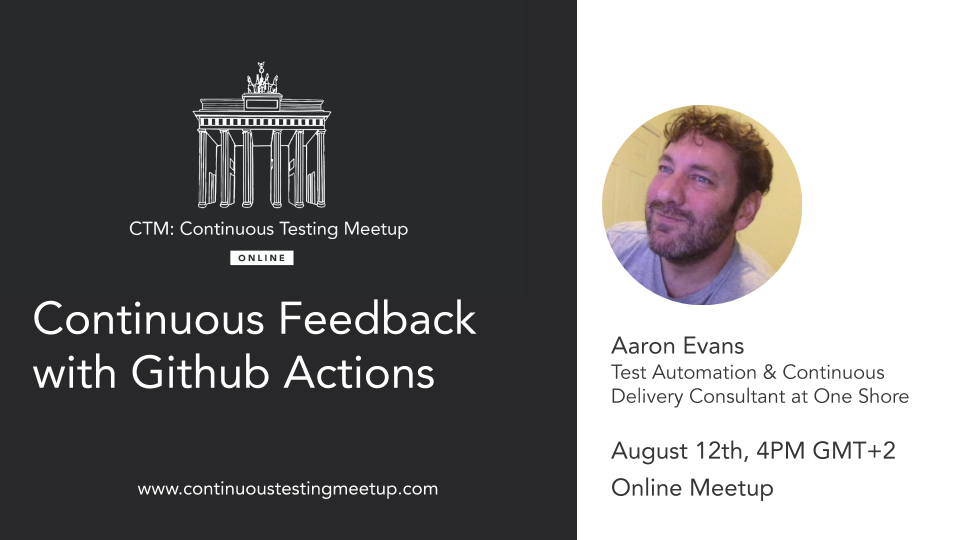 CTM: Continuous Testing Meetup
ONLINE
Continuous Feedback
with Github Actions
www.continuoustestingmeetup.com
Aaron Evans
Test Automation & Continuous
Delivery Consultant at One Shore
August 12th, 4PM GMT+2
Online Meetup